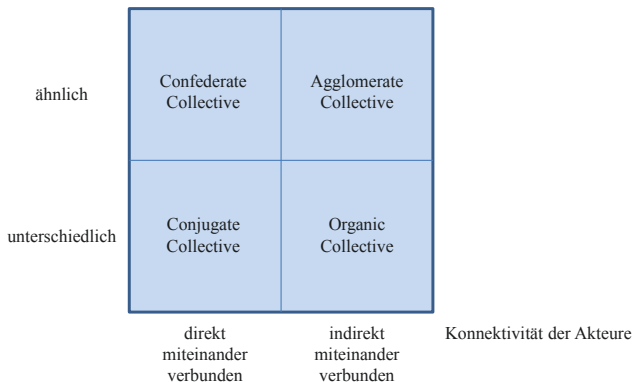 ähnlich
Confederate
Collective
Agglomerate
Collective
unterschiedlich
Conjugate
Collective
Organic
Collective
direkt
miteinander
verbunden
indirekt
miteinander
verbunden
Konnektivität der Akteure